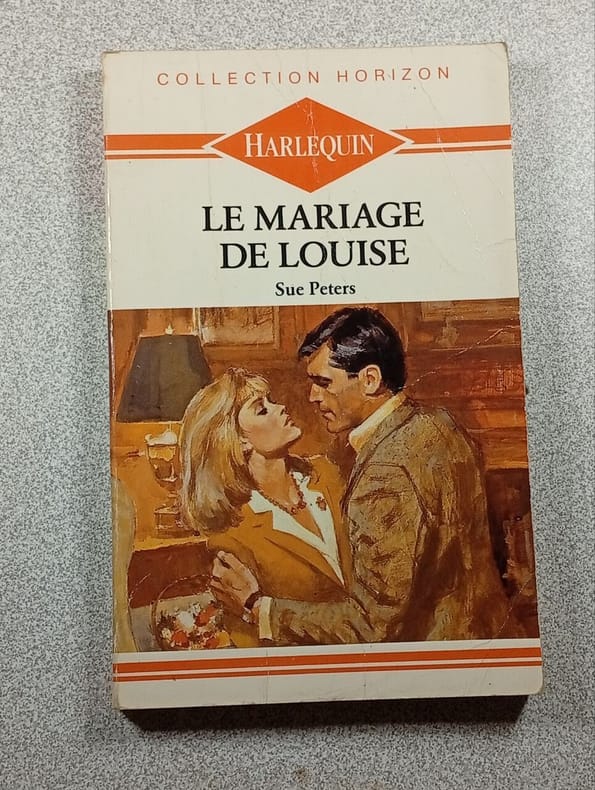 COLLECTION HORIZON
HARLEQUIN
LE MARIAGE
DE LOUISE
Sue Peters